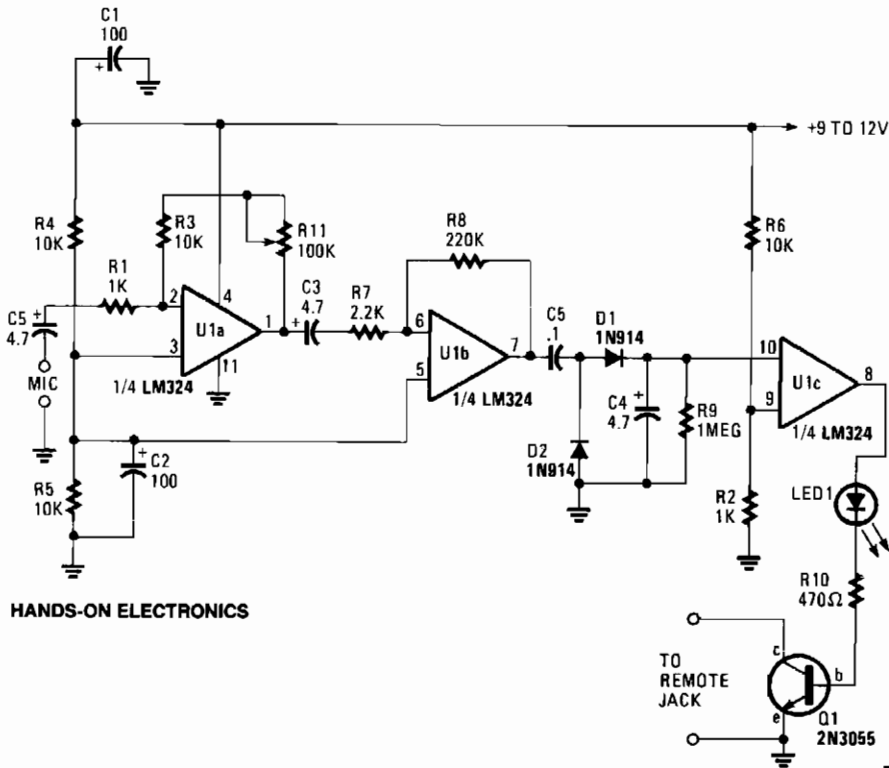 C1
100
+
+9 TO 12V
R4
10K
R3
10K
R11
100K
R8
220K
R6
10K
R1
1K
C3
4.7
R7
2.2K
C5
4.7
+
2
3
4
11
1
U1a
1/4 LM324
+
6
5
7
U1b
1/4 LM324
C5
.1
D1
1N914
10
9
8
U1c
1/4 LM324
MIC
C4
4.7
+
R9
1MEG
D2
1N914
R5
10K
+
C2
100
R2
1K
LED1
R10
470Ω
HANDS-ON ELECTRONICS
TO
REMOTE
JACK
c
b
e
Q1
2N3055